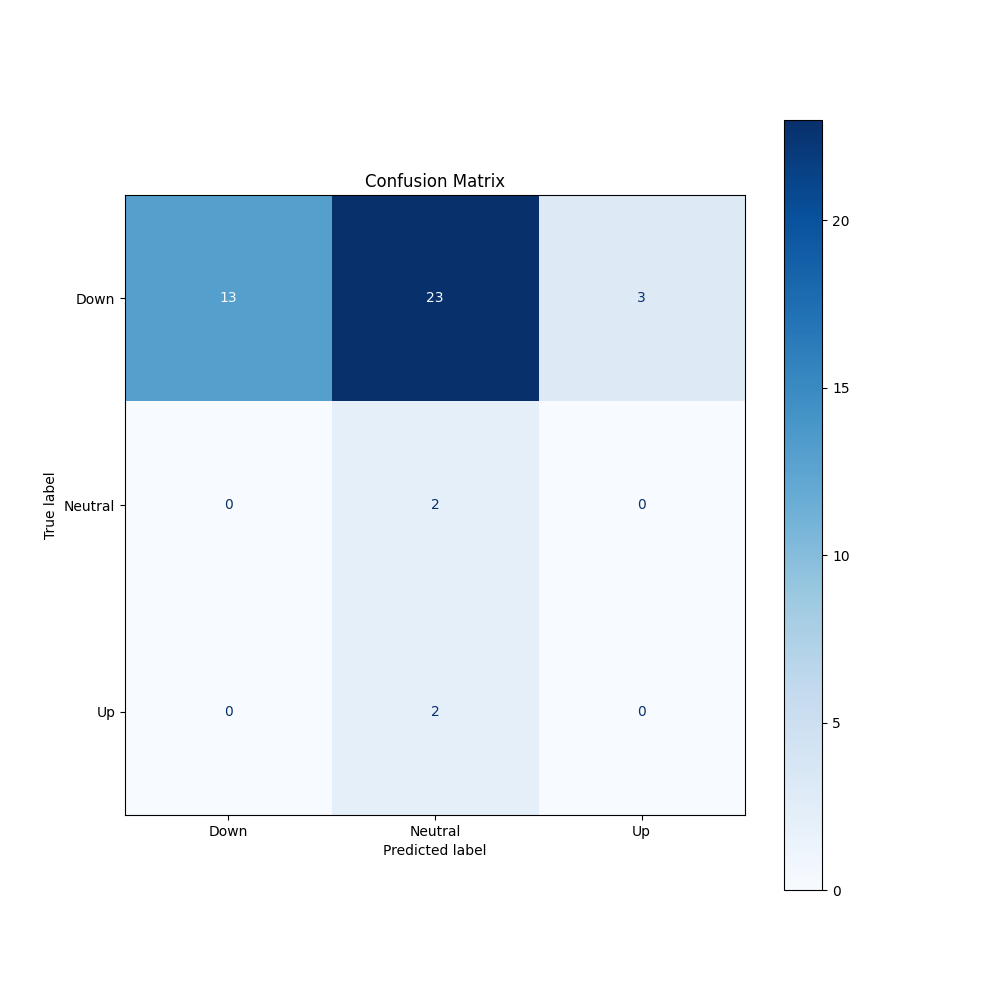 Confusion Matrix
True label
Down
13 23 3
Neutral
0 2 0
Up
0 2 0
Down Neutral Up
Predicted label
20
15
10
5
0